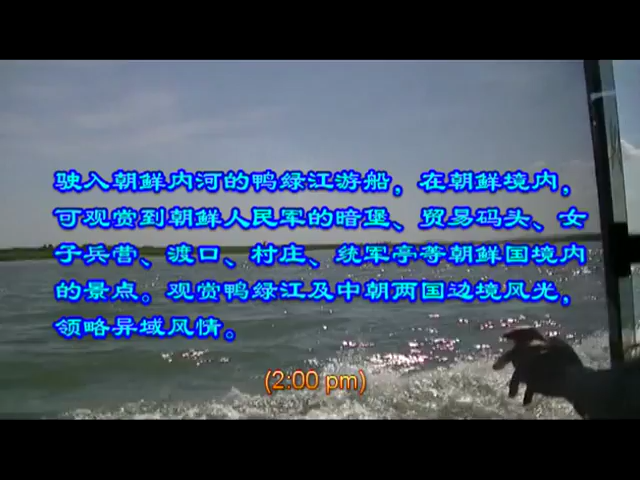 驶入朝鲜内河的鸭绿江游船，在朝鲜境内，
可观赏到朝鲜人民军的暗堡、贸易码头、女
子兵营、渡口、村庄、统军亭等朝鲜国境内
的景点。观赏鸭绿江及中朝两国边境风光，
领略异域风情。
(2:00 pm)